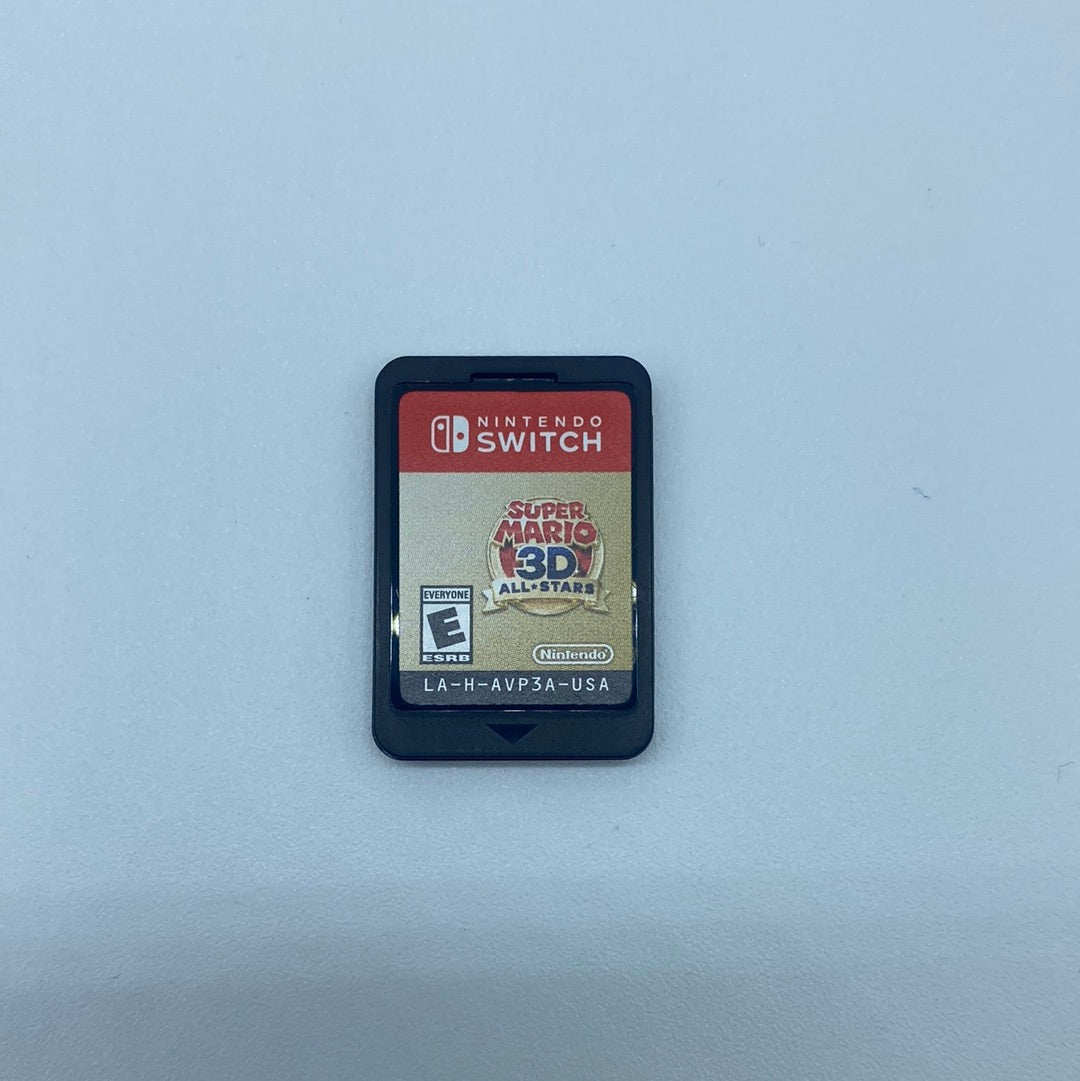 NINTENDO
SWITCH
SUPER
MARIO
3D
ALL★STARS
EVERYONE
E
ESRB
Nintendo
LA-H-AVP3A-USA